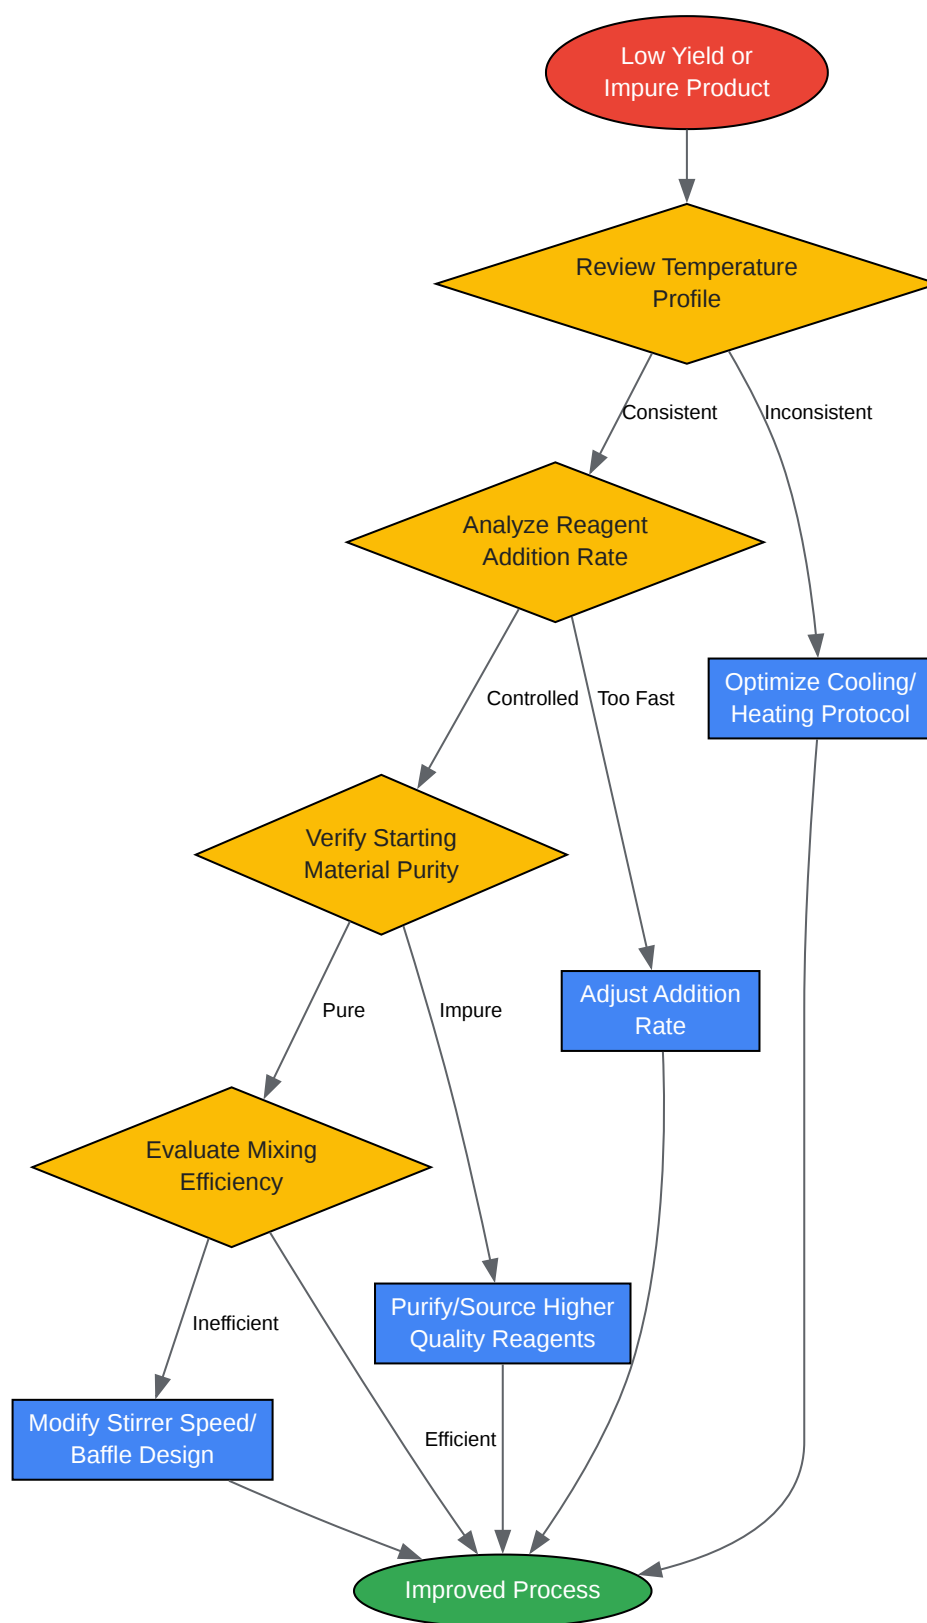 Low Yield or
Impure Product
Review Temperature
Profile
Consistent
Inconsistent
Analyze Reagent
Addition Rate
Optimize Cooling/
Heating Protocol
Controlled
Too Fast
Verify Starting
Material Purity
Adjust Addition
Rate
Pure
Impure
Evaluate Mixing
Efficiency
Purify/Source Higher
Quality Reagents
Inefficient
Modify Stirrer Speed/
Baffle Design
Efficient
Improved Process